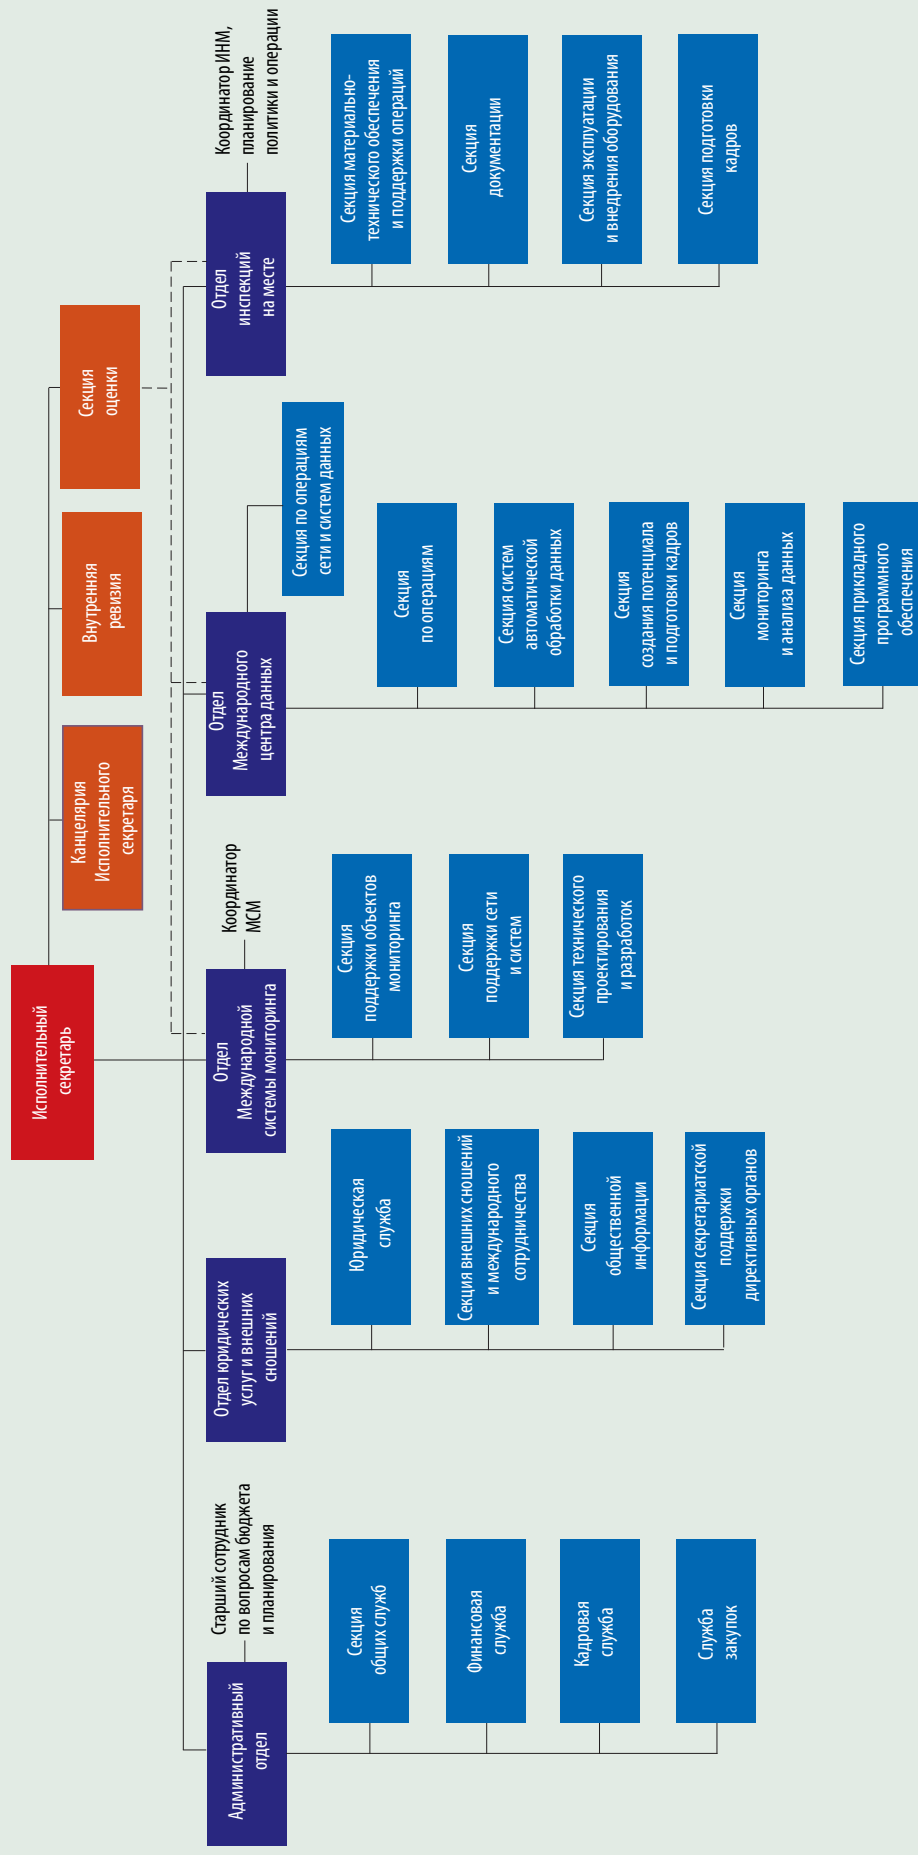 Исполнительный
секретарь
Канцелярия
Исполнительного
секретаря
Внутренняя
ревизия
Секция
оценки
Административный
отдел
Старший сотрудник
по вопросам бюджета
и планирования
Секция
общих служб
Финансовая
служба
Кадровая
служба
Служба
закупок
Отдел юридических
услуг и внешних
сношений
Юридическая
служба
Секция внешних сношений
и международного
сотрудничества
Секция
общественной
информации
Секция секретариатской
поддержки
директивных органов
Отдел
Международной
системы мониторинга
Координатор
МСМ
Секция
поддержки объектов
мониторинга
Секция
поддержки сети
и систем
Секция технического
проектирования
и разработок
Отдел
Международного
центра данных
Секция по операциям
сети и систем данных
Секция
по операциям
Секция систем
автоматической
обработки данных
Секция
создания потенциала
и подготовки кадров
Секция
мониторинга
и анализа данных
Секция прикладного
программного
обеспечения
Отдел
инспекций
на месте
Координатор ИНМ,
планирование
политики и операции
Секция материально-
технического обеспечения
и поддержки операций
Секция
документации
Секция эксплуатации
и внедрения оборудования
Секция подготовки
кадров